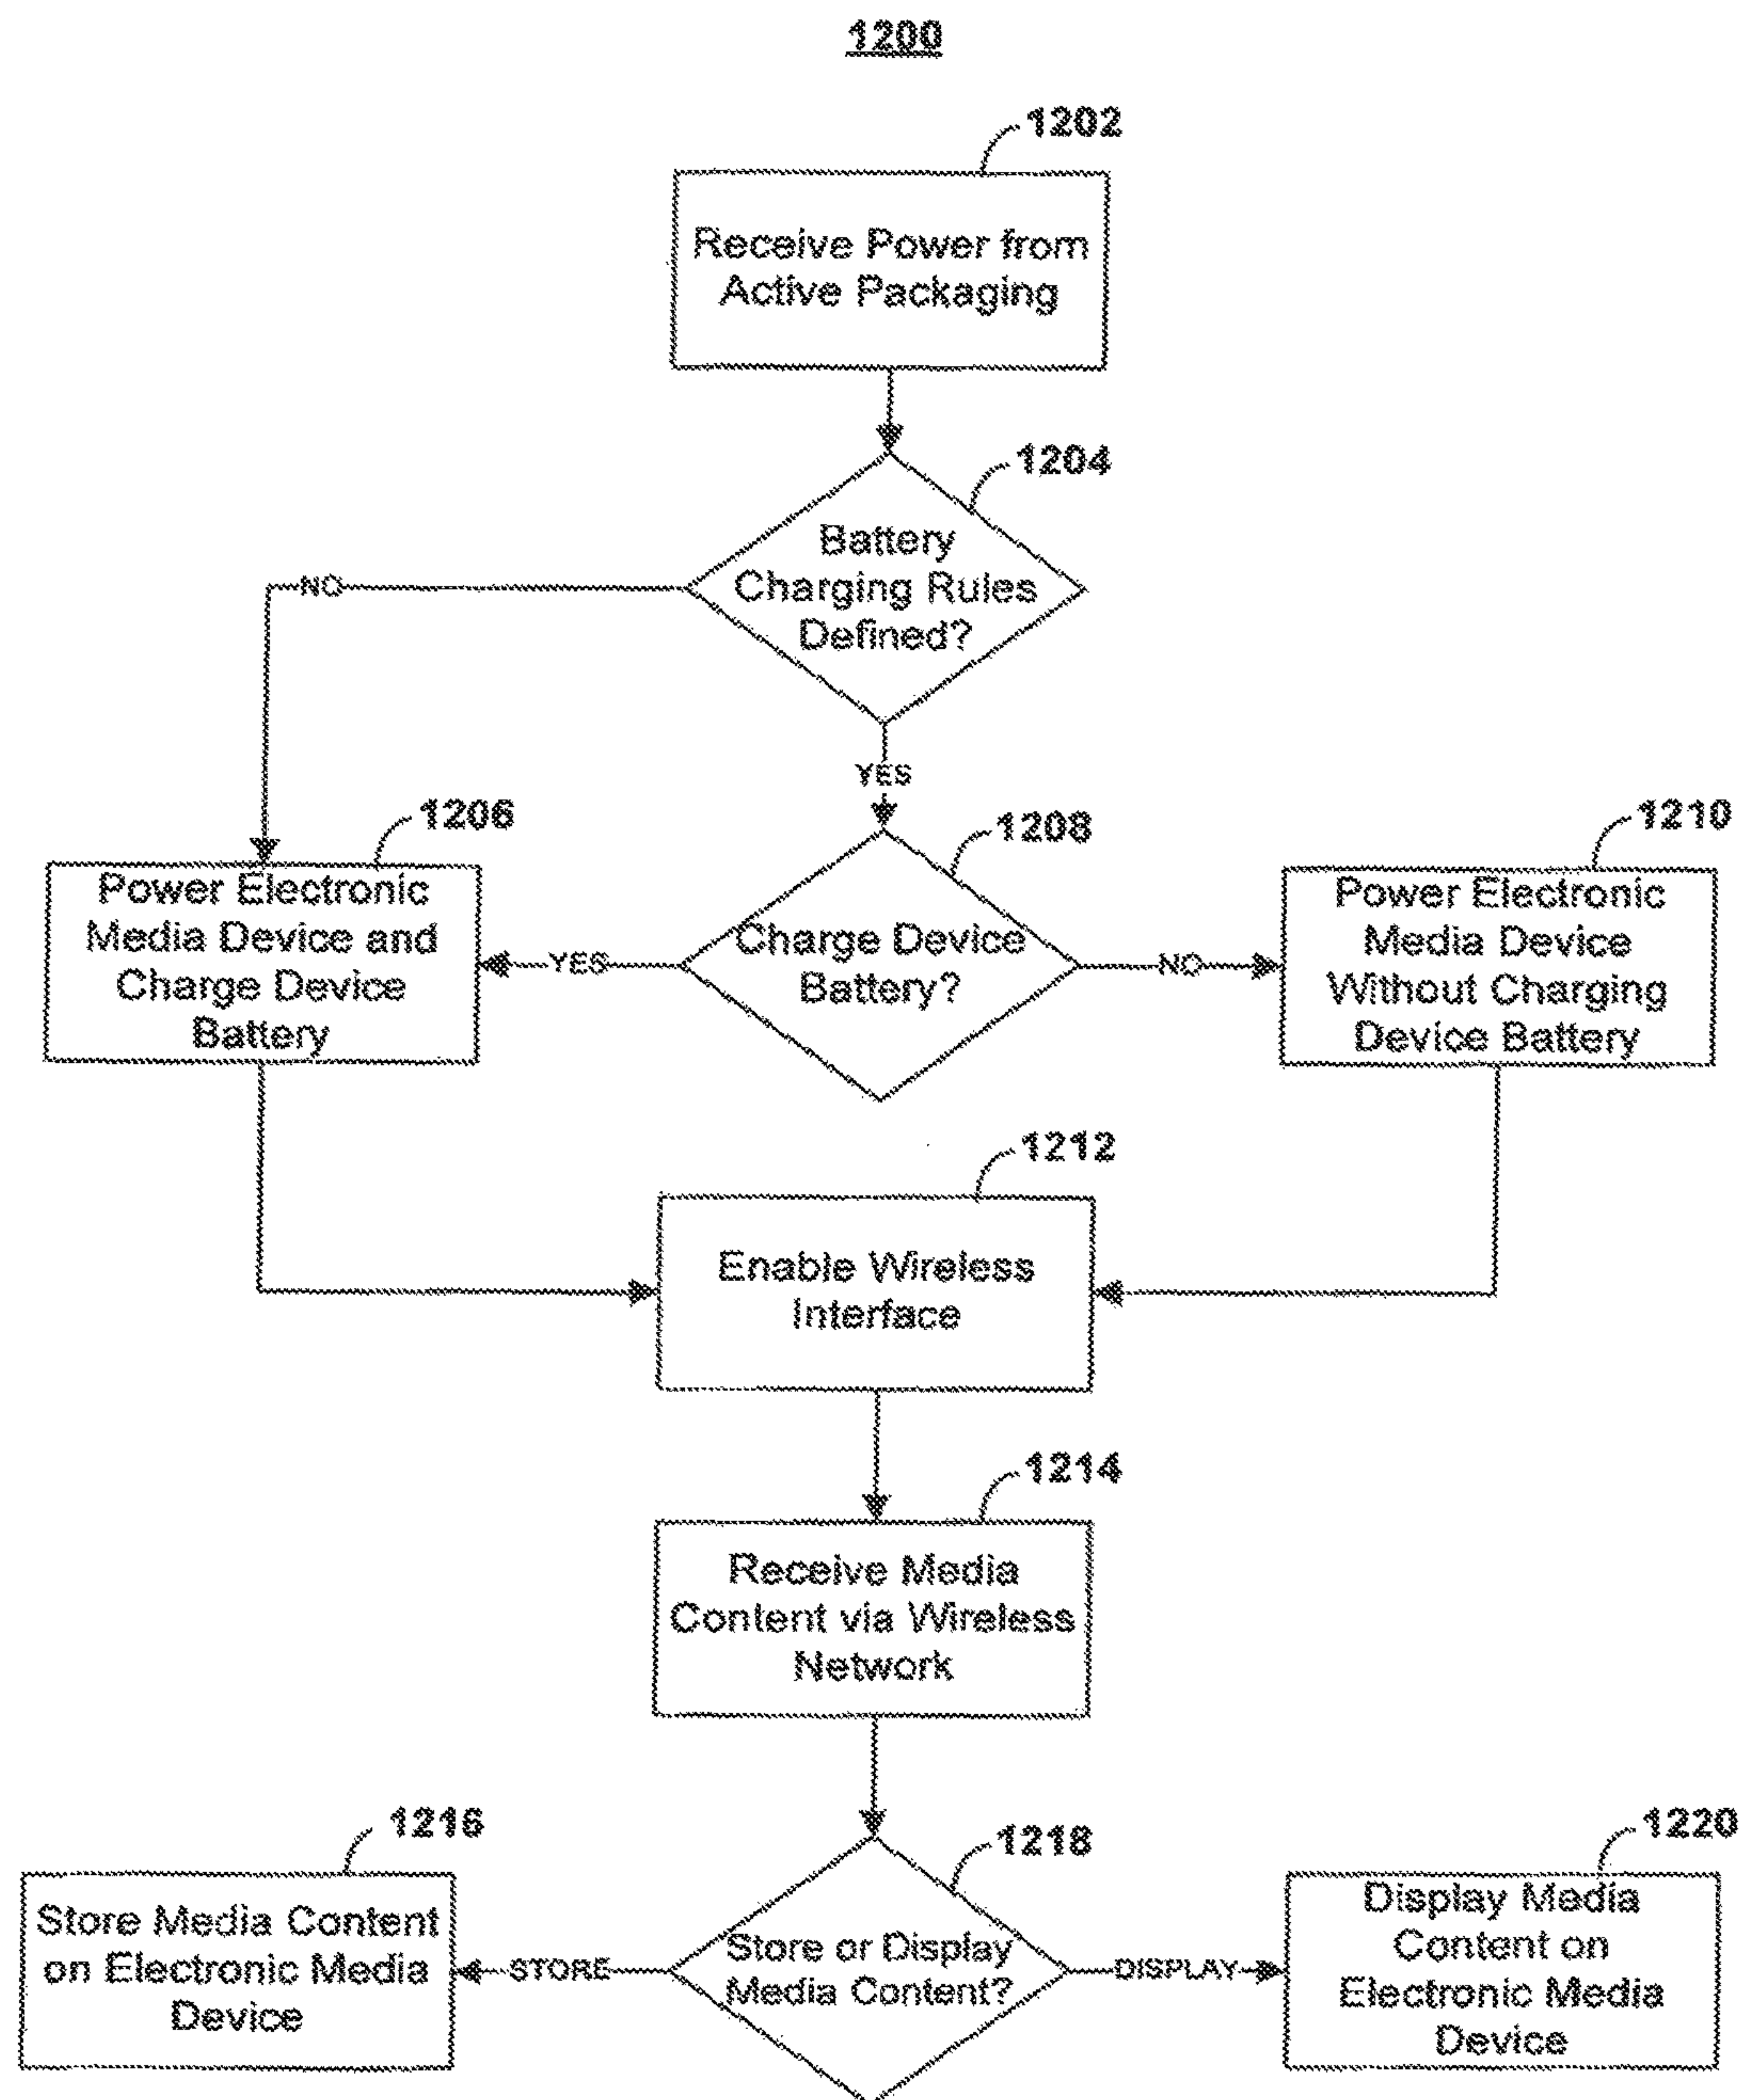 1200
1202
Receive Power from
Active Packaging
1204
Battery
Charging Rules
Defined?
NO
YES
1206
Power Electronic
Media Device and
Charge Device
Battery
1208
Charge Device
Battery?
YES
NO
1210
Power Electronic
Media Device
Without Charging
Device Battery
1212
Enable Wireless
Interface
1214
Receive Media
Content via Wireless
Network
1216
Store Media Content
on Electronic Media
Device
1218
Store or Display
Media Content?
STORE
DISPLAY
1220
Display Media
Content on
Electronic Media
Device